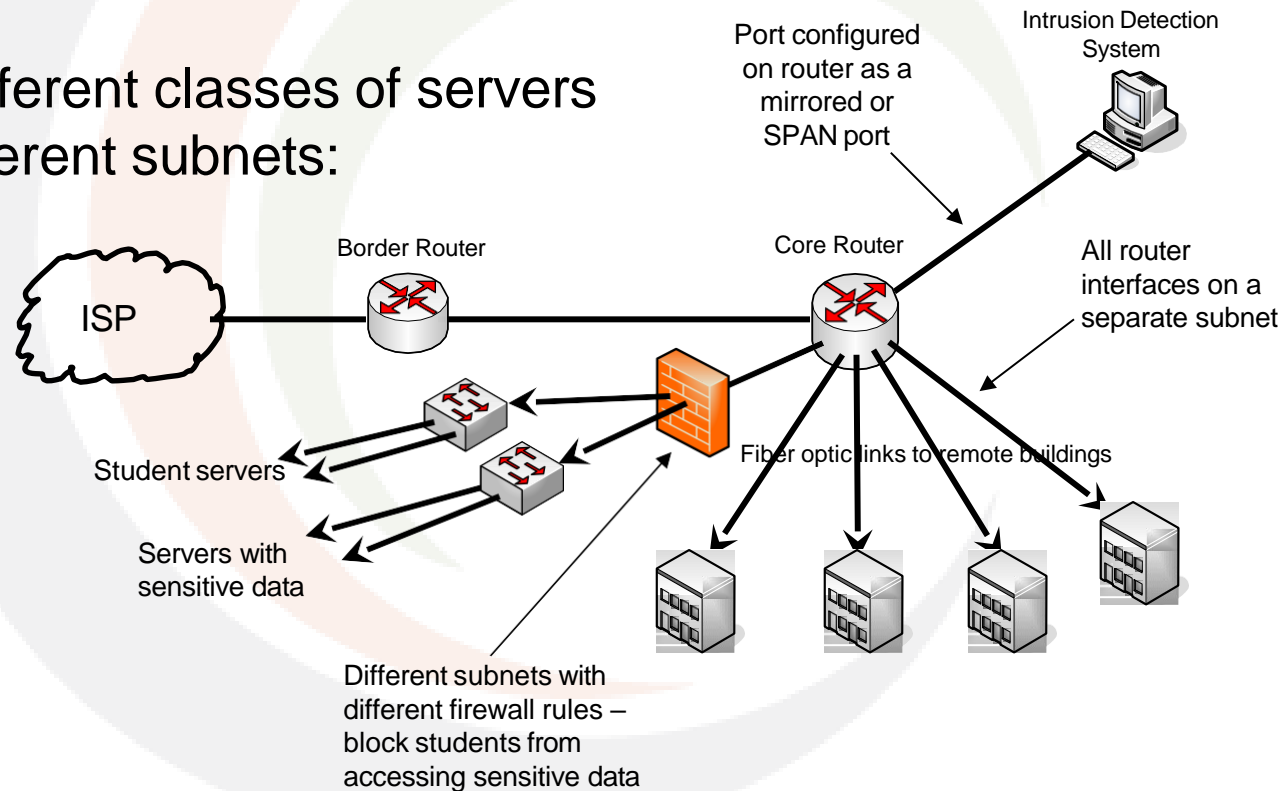 ferent classes of servers
erent subnets:
Port configured
on router as a
mirrored or
SPAN port
Intrusion Detection
System
Border Router
Core Router
All router
interfaces on a
separate subnet
ISP
Student servers
Fiber optic links to remote buildings
Servers with
sensitive data
Different subnets with
different firewall rules –
block students from
accessing sensitive data